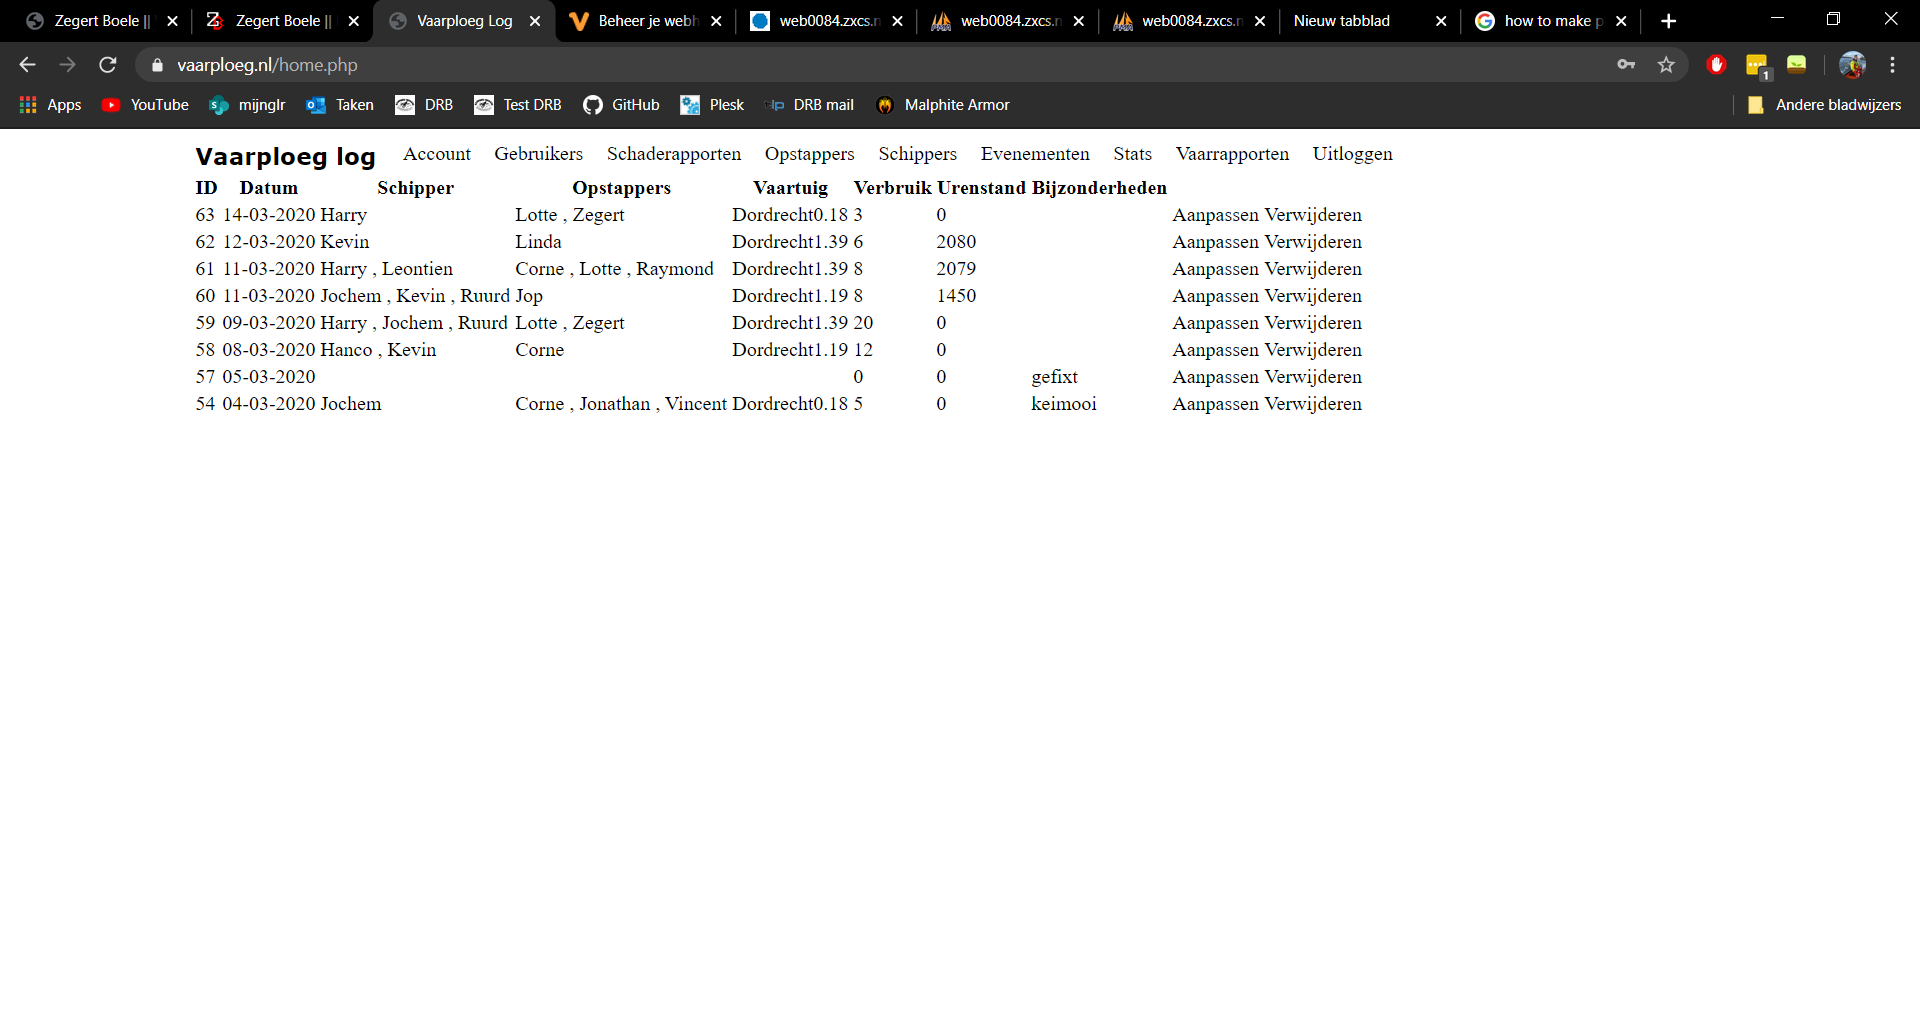 Zegert Boele || Zegert Boele || Vaarploeg Log Beheer je webh web0084.zxcs.n web0084.zxcs.n web0084.zxcs.n Nieuw tabblad how to make p
vaarploeg.nl/home.php 1
Apps YouTube mijnglr Taken DRB Test DRB GitHub Plesk DRB mail Malphite Armor Andere bladwijzers
Vaarploeg log Account Gebruikers Schaderapporten Opstappers Schippers Evenementen Stats Vaarrapporten Uitloggen
ID Datum Schipper Opstappers Vaartuig Verbruik Urenstand Bijzonderheden
63 14-03-2020 Harry Lotte , Zegert Dordrecht0.18 3 0 Aanpassen Verwijderen
62 12-03-2020 Kevin Linda Dordrecht1.39 6 2080 Aanpassen Verwijderen
61 11-03-2020 Harry , Leontien Corne , Lotte , Raymond Dordrecht1.39 8 2079 Aanpassen Verwijderen
60 11-03-2020 Jochem , Kevin , Ruurd Jop Dordrecht1.19 8 1450 Aanpassen Verwijderen
59 09-03-2020 Harry , Jochem , Ruurd Lotte , Zegert Dordrecht1.39 20 0 Aanpassen Verwijderen
58 08-03-2020 Hanco , Kevin Corne Dordrecht1.19 12 0 Aanpassen Verwijderen
57 05-03-2020 0 0 gefixt Aanpassen Verwijderen
54 04-03-2020 Jochem Corne , Jonathan , Vincent Dordrecht0.18 5 0 keimooi Aanpassen Verwijderen